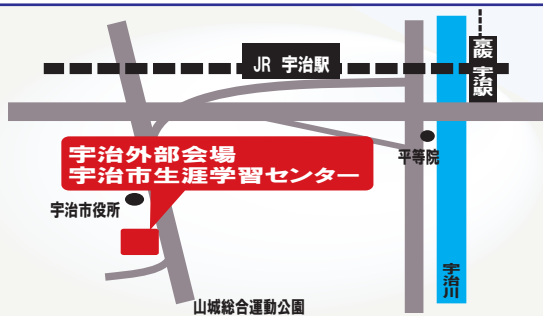 京阪 宇治駅
JR 宇治駅
宇治外部会場
宇治市生涯学習センター
平等院
宇治市役所
宇治川
山城総合運動公園